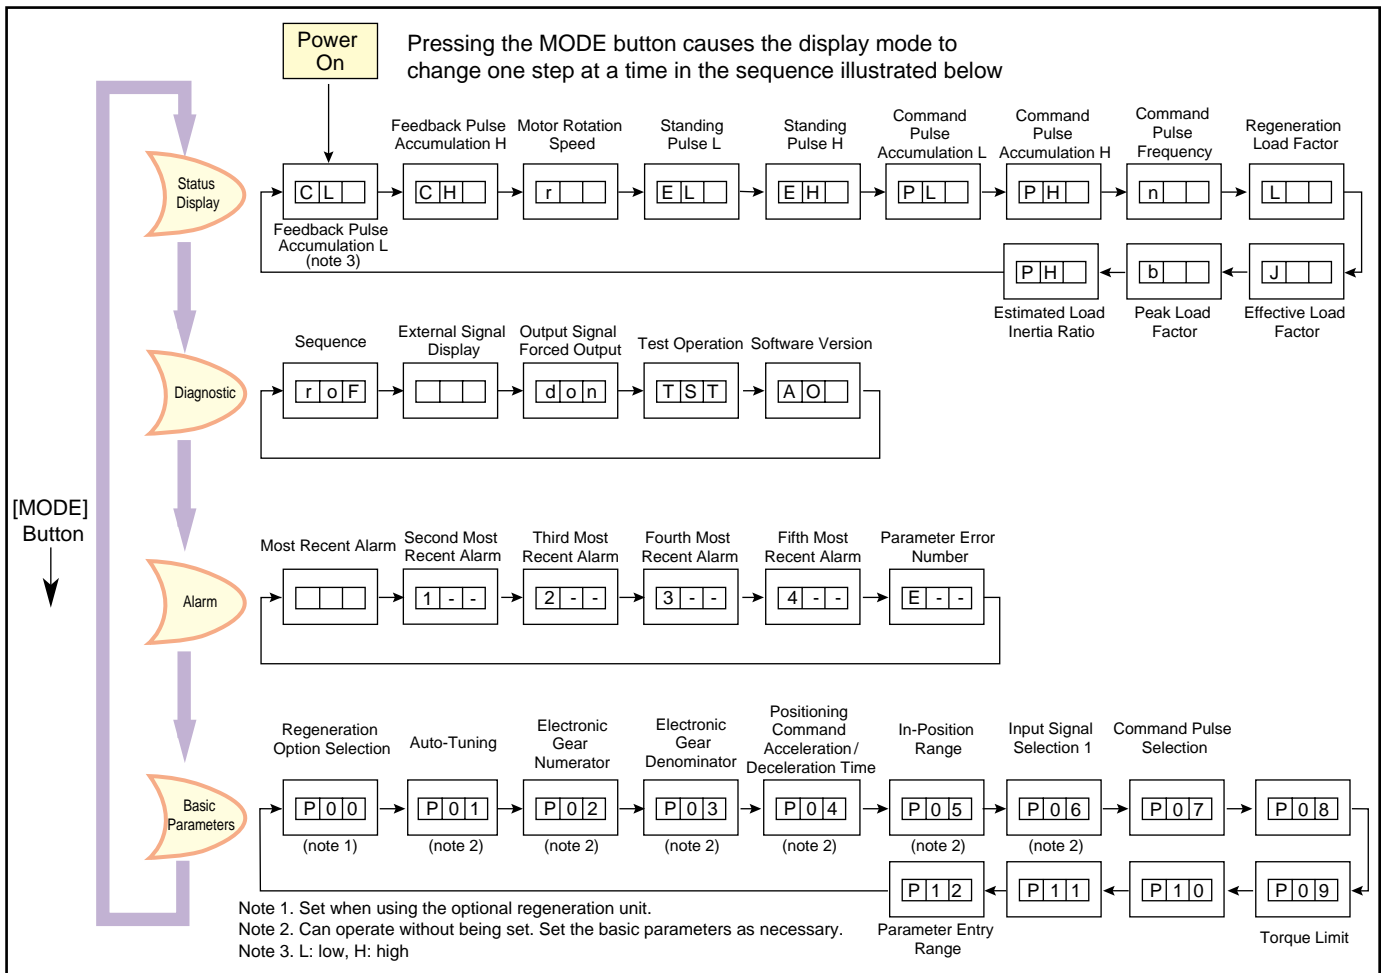 Power
On
Pressing the MODE button causes the display mode to
change one step at a time in the sequence illustrated below
Status
Display
Feedback Pulse
Accumulation H
Motor Rotation
Speed
Standing
Pulse L
Standing
Pulse H
Command
Pulse
Accumulation L
Command
Pulse
Accumulation H
Command
Pulse
Frequency
Regeneration
Load Factor
C L
C H
r
E L
E H
P L
P H
n
L
Feedback Pulse
Accumulation L
(note 3)
P H
b
J
Estimated Load
Inertia Ratio
Peak Load
Factor
Effective Load
Factor
Diagnostic
Sequence
External Signal
Display
Output Signal
Forced Output
Test Operation
Software Version
r o F
d o n
T S T
A O
[MODE]
Button
Alarm
Most Recent Alarm
Second Most
Recent Alarm
Third Most
Recent Alarm
Fourth Most
Recent Alarm
Fifth Most
Recent Alarm
Parameter Error
Number
1 - -
2 - -
3 - -
4 - -
E - -
Basic
Parameters
Regeneration
Option Selection
Auto-Tuning
Electronic
Gear
Numerator
Electronic
Gear
Denominator
Positioning
Command
Acceleration/
Deceleration Time
In-Position
Range
Input Signal
Selection 1
Command Pulse
Selection
P 0 0
P 0 1
P 0 2
P 0 3
P 0 4
P 0 5
P 0 6
P 0 7
P 0 8
(note 1)
(note 2)
(note 2)
(note 2)
(note 2)
(note 2)
(note 2)
P 1 2
P 1 1
P 1 0
P 0 9
Parameter Entry
Range
Torque Limit
Note 1. Set when using the optional regeneration unit.
Note 2. Can operate without being set. Set the basic parameters as necessary.
Note 3. L: low, H: high